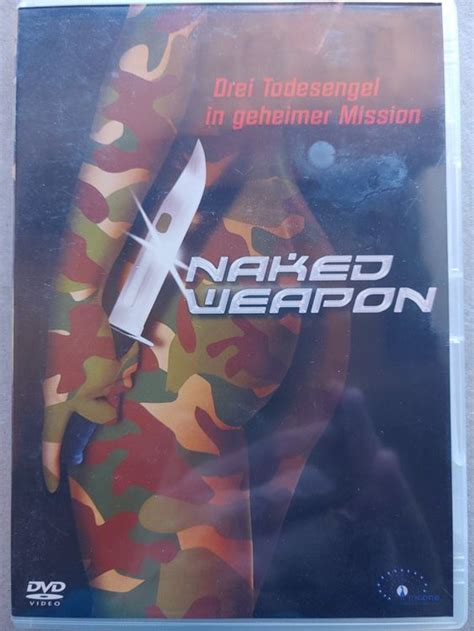 Drei Todesengel
in geheimer Mission
NAKED
WEAPON
DVD
VIDEO